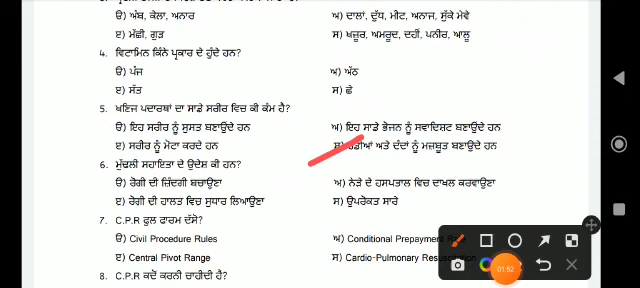 ੳ) ਅੰਬ, ਕੇਲਾ, ਅਨਾਰ ਅ) ਦਾਲਾਂ, ਦੁੱਧ, ਮੀਟ, ਅਨਾਜ, ਸੁੱਕੇ ਮੇਵੇ
ੲ) ਮੱਛੀ, ਗੁੜ ਸ) ਖਜ਼ੂਰ, ਅਮਰੂਦ, ਦਹੀਂ, ਪਨੀਰ, ਆਲੂ
4. ਵਿਟਾਮਿਨ ਕਿੰਨੇ ਪ੍ਰਕਾਰ ਦੇ ਹੁੰਦੇ ਹਨ?
ੳ) ਪੰਜ ਅ) ਅੱਠ
ੲ) ਸੱਤ ਸ) ਛੇ
5. ਖਣਿਜ ਪਦਾਰਥਾਂ ਦਾ ਸਾਡੇ ਸਰੀਰ ਵਿਚ ਕੀ ਕੰਮ ਹੈ?
ੳ) ਇਹ ਸਰੀਰ ਨੂੰ ਸੁਸਤ ਬਣਾਉਂਦੇ ਹਨ ਅ) ਇਹ ਸਾਡੇ ਭੋਜਨ ਨੂੰ ਸਵਾਦਿਸ਼ਟ ਬਣਾਉਂਦੇ ਹਨ
ੲ) ਸਰੀਰ ਨੂੰ ਮੋਟਾ ਕਰਦੇ ਹਨ ਸ) ਹੱਡੀਆਂ ਅਤੇ ਦੰਦਾਂ ਨੂੰ ਮਜ਼ਬੂਤ ਬਣਾਉਂਦੇ ਹਨ
6. ਮੁੱਢਲੀ ਸਹਾਇਤਾ ਦੇ ਉਦੇਸ਼ ਕੀ ਹਨ?
ੳ) ਰੋਗੀ ਦੀ ਜ਼ਿੰਦਗੀ ਬਚਾਉਣਾ ਅ) ਨੇੜੇ ਦੇ ਹਸਪਤਾਲ ਵਿਚ ਦਾਖਲ ਕਰਵਾਉਣਾ
ੲ) ਰੋਗੀ ਦੀ ਹਾਲਤ ਵਿਚ ਸੁਧਾਰ ਲਿਆਉਣਾ ਸ) ਉਪਰੋਕਤ ਸਾਰੇ
7. C.P.R ਫੁਲ ਫਾਰਮ ਦੱਸੋ?
ੳ) Civil Procedure Rules ਅ) Conditional Prepayment
ੲ) Central Pivot Range ਸ) Cardio-Pulmonary
8. C.P.R ਕਦੋਂ ਕਰਨੀ ਚਾਹੀਦੀ ਹੈ?
01:52